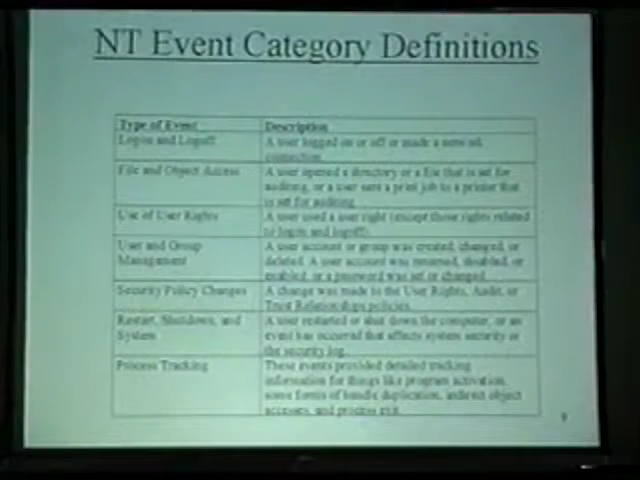 NT Event Category Definitions
Type of Event
Description
Logon and Logoff
A user logged on or off or made a network
connection.
File and Object Access
A user opened a directory or a file that is set for
auditing, or a user sent a print job to a printer that
is set for auditing.
Use of User Rights
A user used a user right (except those rights related
to logon and logoff).
User and Group
Management
A user account or group was created, changed, or
deleted. A user account was renamed, disabled, or
enabled, or a password was set or changed.
Security Policy Changes
A change was made to the User Rights, Audit, or
Trust Relationships policies.
Restart, Shutdown, and
System
A user restarted or shut down the computer, or an
event has occurred that affects system security or
the security log.
Process Tracking
These events provided detailed tracking
information for things like program activation,
some forms of handle duplication, indirect object
accesses, and process exit.